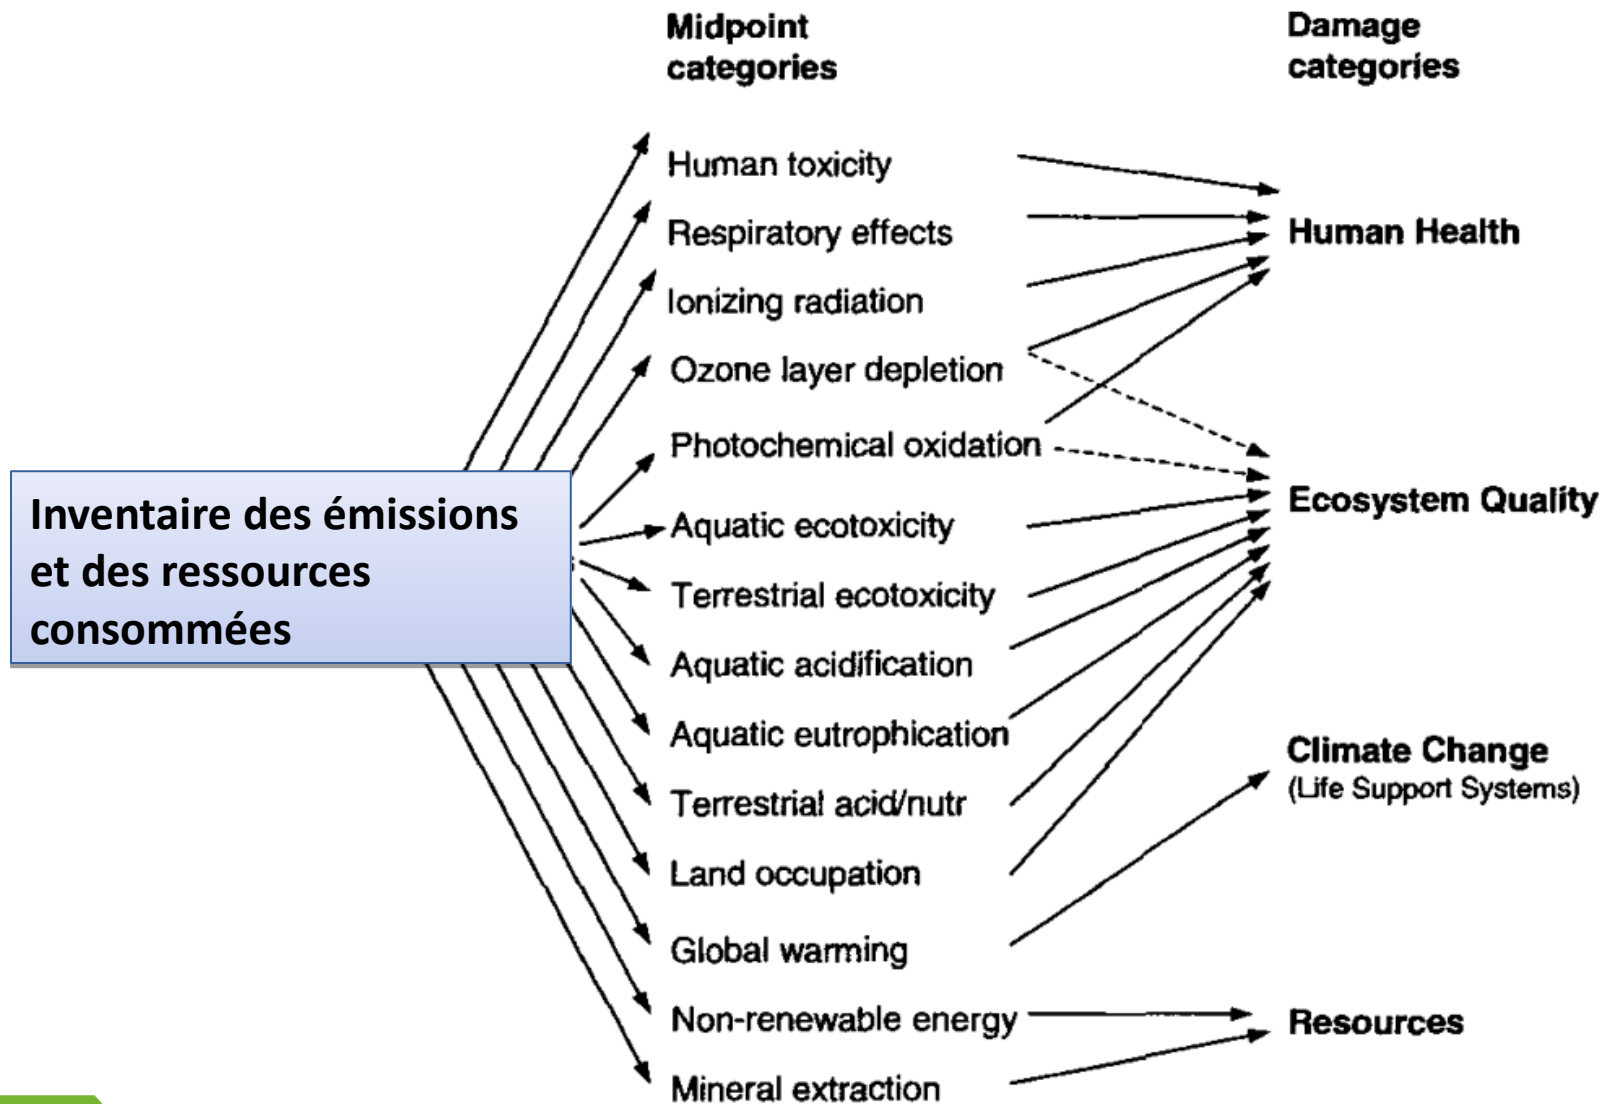 Midpoint
categories
Damage
categories
Human toxicity
Respiratory effects
Human Health
Ionizing radiation
Ozone layer depletion
Photochemical oxidation
Inventaire des émissions
et des ressources
consommées
Ecosystem Quality
Aquatic ecotoxicity
Terrestrial ecotoxicity
Aquatic acidification
Aquatic eutrophication
Climate Change
(Life Support Systems)
Terrestrial acid/nutr
Land occupation
Global warming
Non-renewable energy
Resources
Mineral extraction